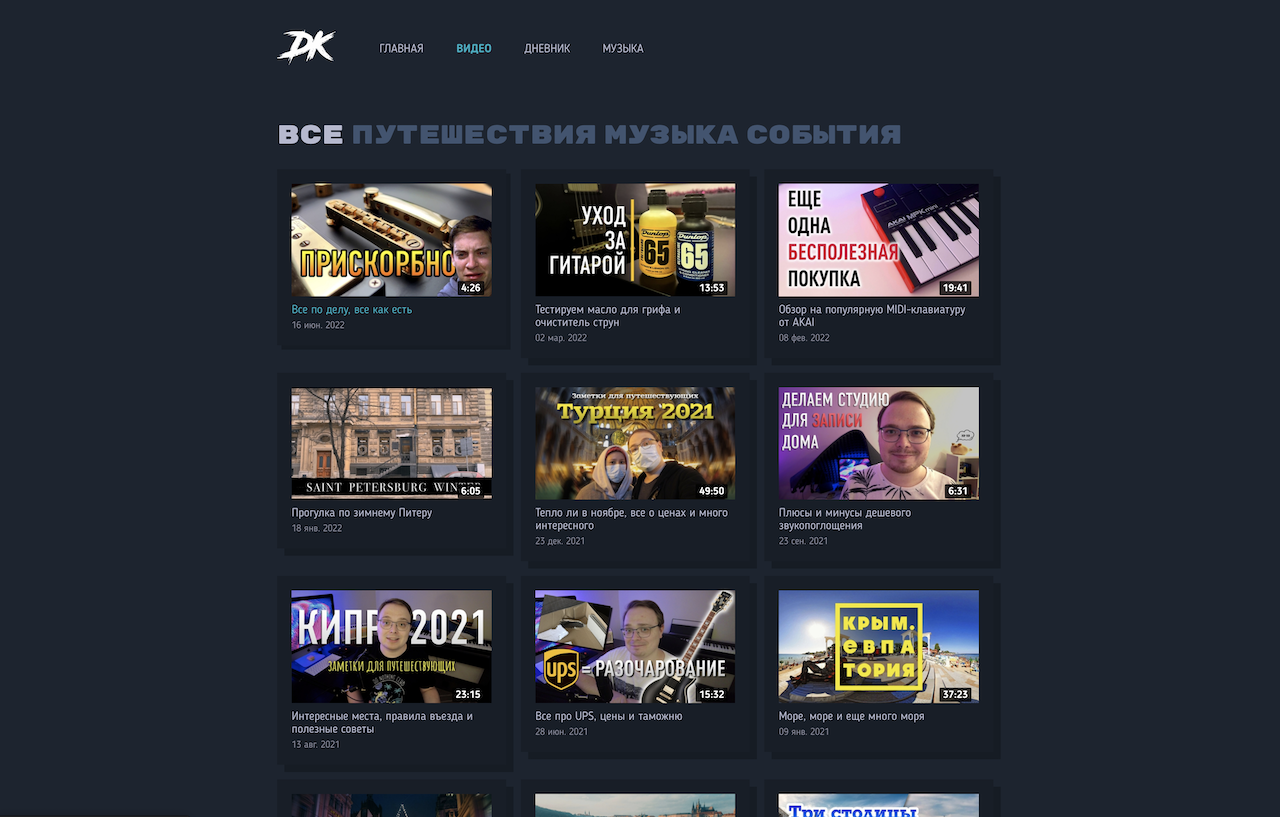 DK
ГЛАВНАЯ ВИДЕО ДНЕВНИК МУЗЫКА
ВСЕ ПУТЕШЕСТВИЯ МУЗЫКА СОБЫТИЯ
ПРИСКОРБНО
4:26
Все по делу, все как есть
16 июн. 2022
УХОД
ЗА
ГИТАРОЙ
Dunlop
65
Dunlop
65
13:53
Тестируем масло для грифа и
очиститель струн
02 мар. 2022
ЕЩЕ
ОДНА
БЕСПОЛЕЗНАЯ
ПОКУПКА
AKAI MPK mini
19:41
Обзор на популярную MIDI-клавиатуру
от AKAI
08 фев. 2022
SAINT PETERSBURG WINTER
6:05
Прогулка по зимнему Питеру
18 янв. 2022
Заметки для путешествующих
Турция '2021
49:50
Тепло ли в ноябре, все о ценах и много
интересного
23 дек. 2021
ДЕЛАЕМ СТУДИЮ
ДЛЯ ЗАПИСИ
ДОМА
6:31
Плюсы и минусы дешевого
звукопоглощения
23 сен. 2021
КИПР 2021
ЗАМЕТКИ ДЛЯ ПУТЕШЕСТВУЮЩИХ
23:15
Интересные места, правила въезда и
полезные советы
13 авг. 2021
ups = РАЗОЧАРОВАНИЕ
15:32
Все про UPS, цены и таможню
28 июн. 2021
КРЫМ.
ЕВПА
ТОРИЯ
37:23
Море, море и еще много моря
09 янв. 2021
Три столицы